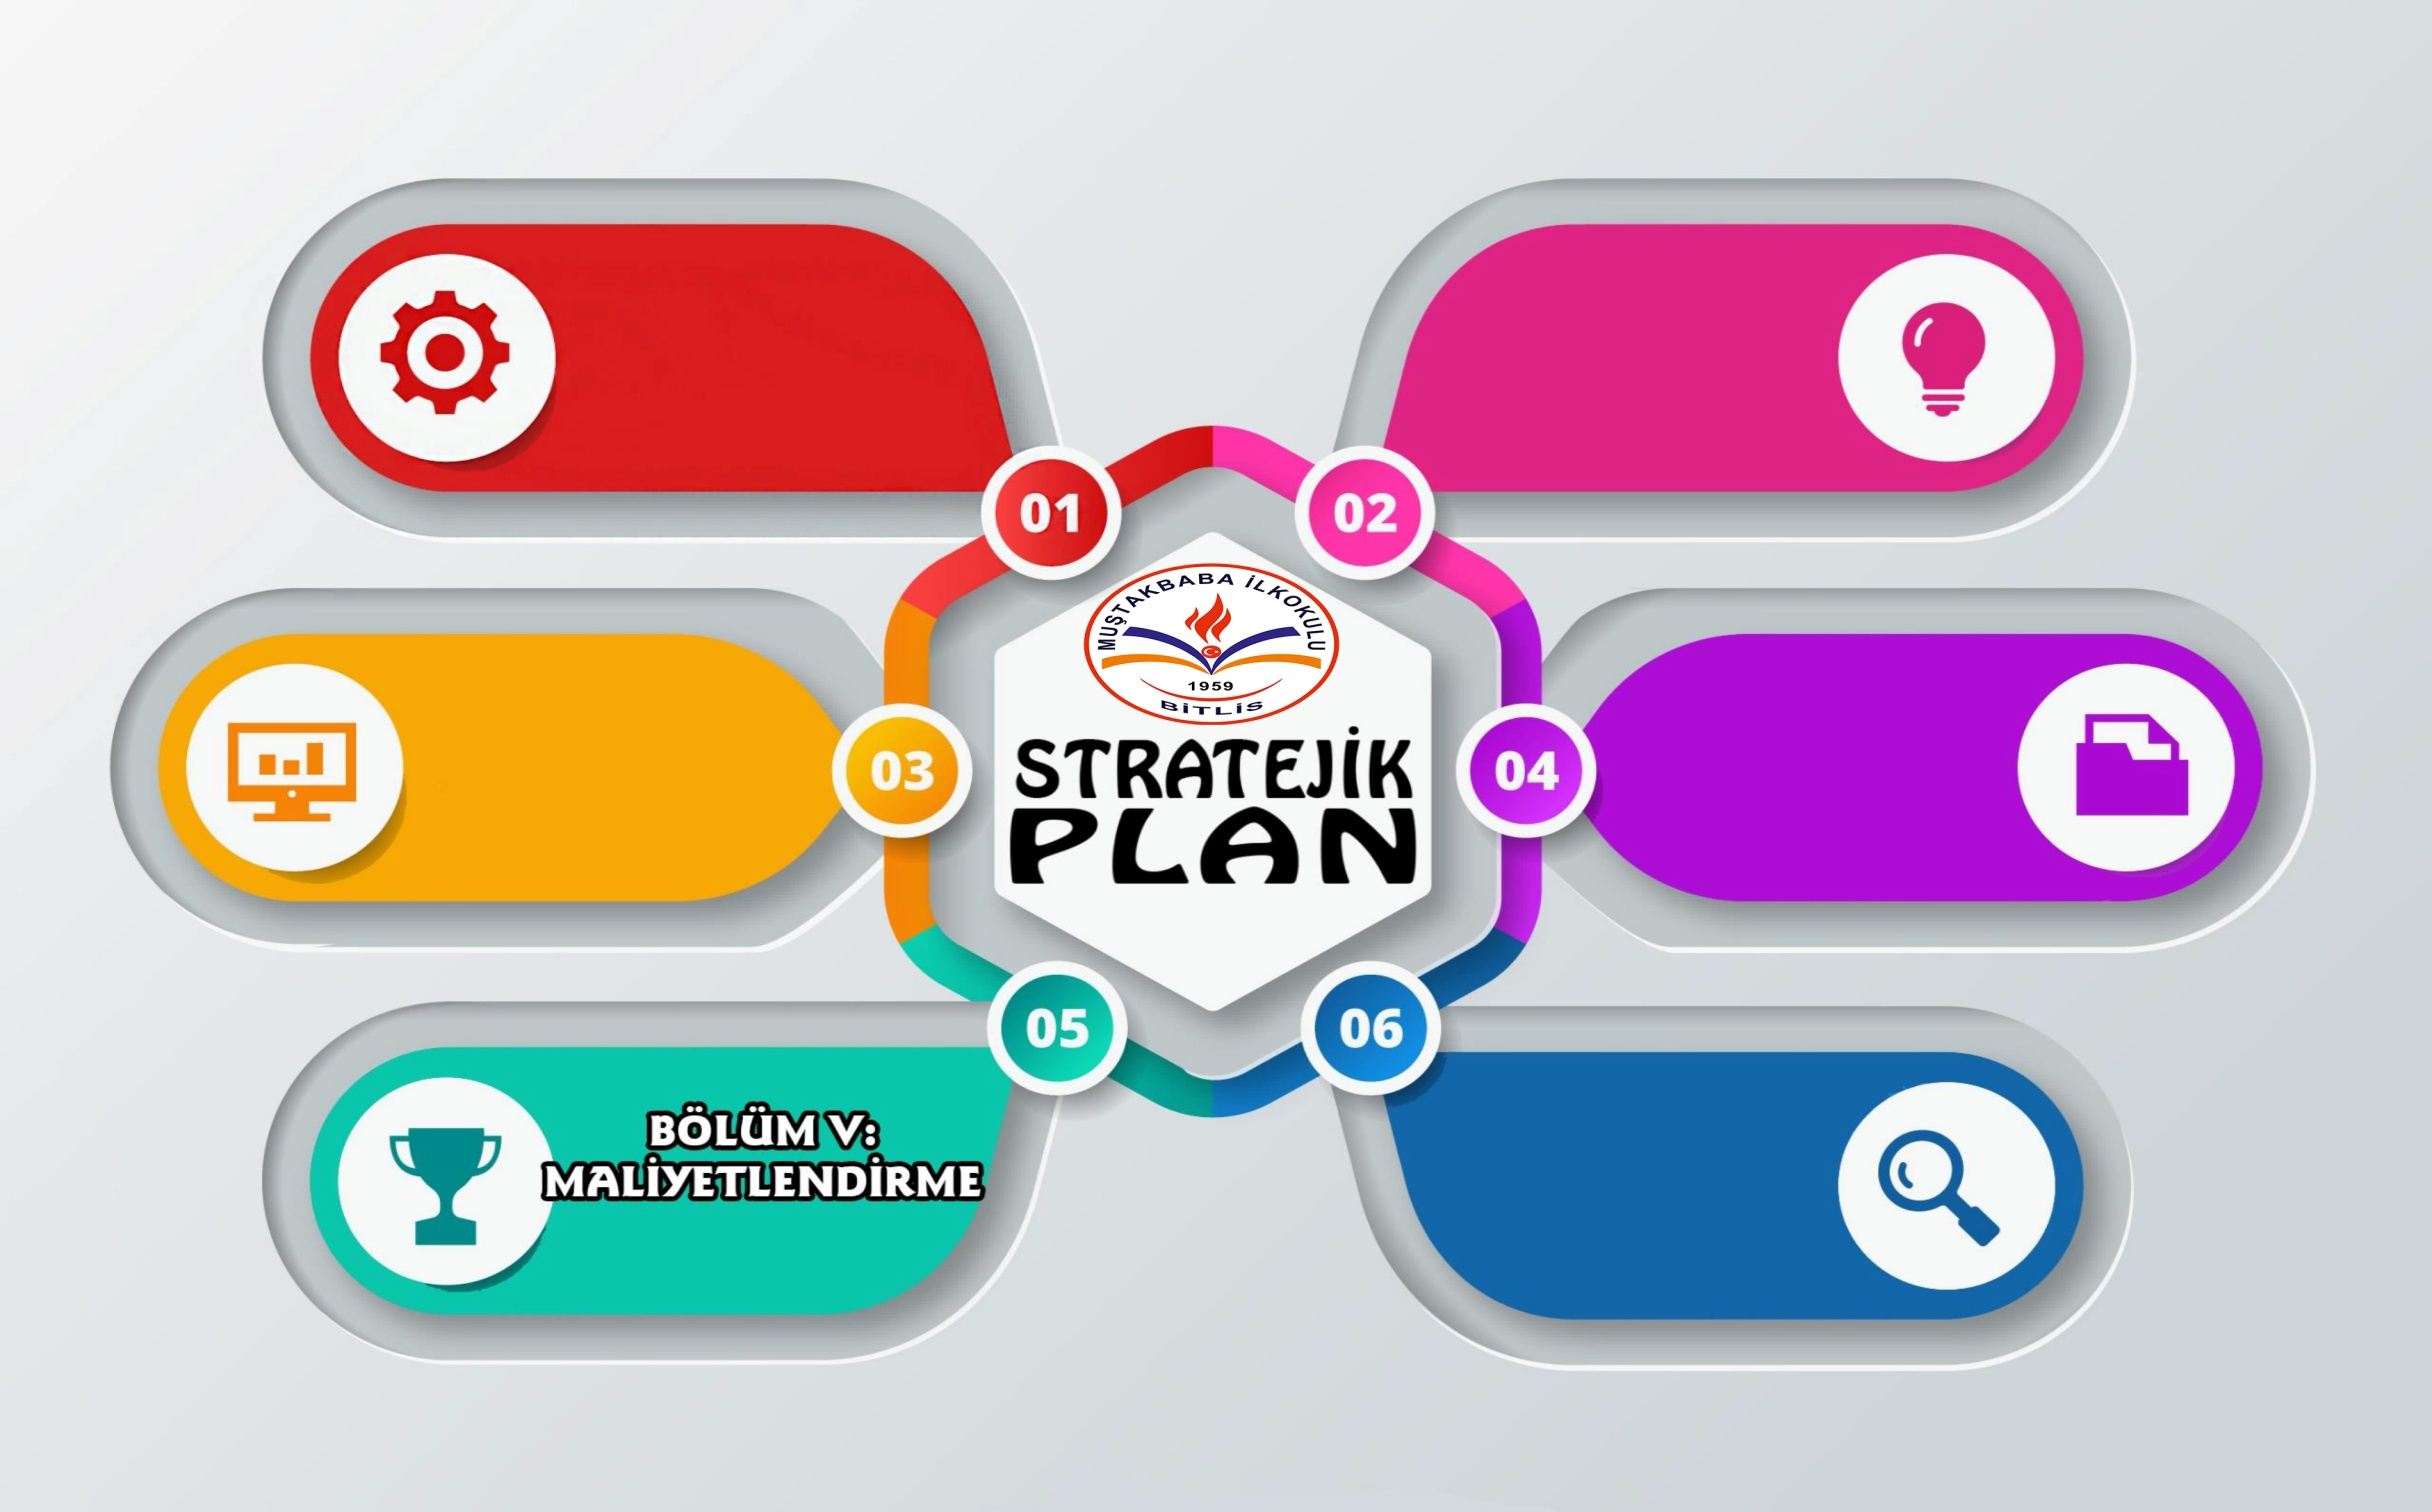 01
02
MUŞTAKBABA İLKOKULU
1959
BİTLİS
STRATEJİK
PLAN
03
04
05
06
BÖLÜM V:
MALİYETLENDİRME